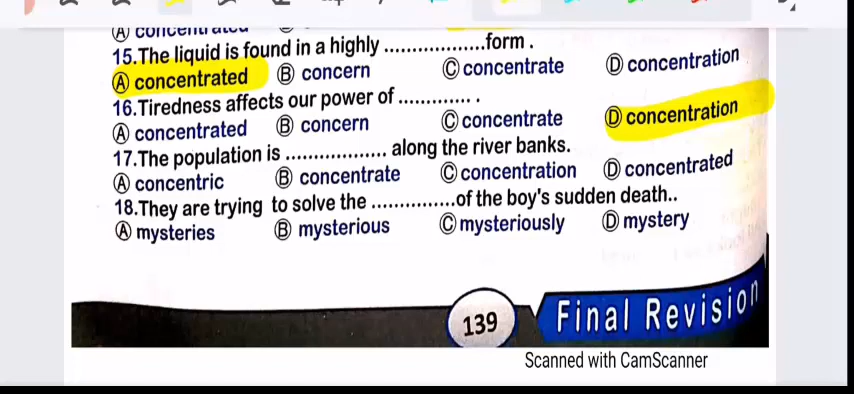 Ⓐ concentrated
15.The liquid is found in a highly ...................form .
Ⓐ concentrated Ⓑ concern Ⓒ concentrate Ⓓ concentration
16.Tiredness affects our power of ............. .
Ⓐ concentrated Ⓑ concern Ⓒ concentrate Ⓓ concentration
17.The population is ................... along the river banks.
Ⓐ concentric Ⓑ concentrate Ⓒ concentration Ⓓ concentrated
18.They are trying to solve the ................of the boy's sudden death..
Ⓐ mysteries Ⓑ mysterious Ⓒ mysteriously Ⓓ mystery
139 Final Revision
Scanned with CamScanner